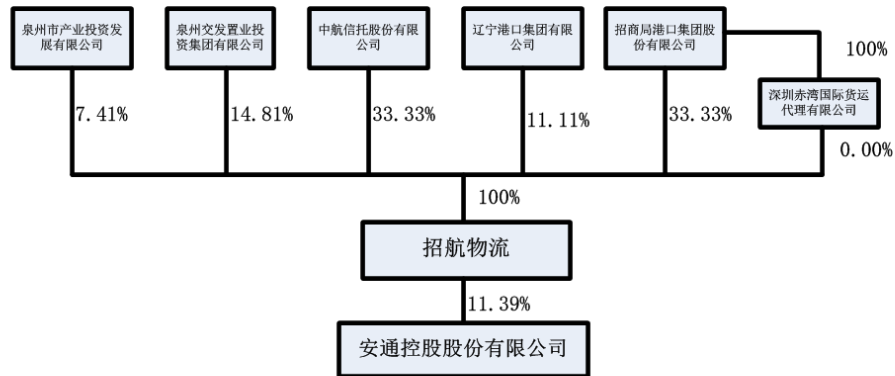 泉州市产业投资发
展有限公司
泉州交发置业投
资集团有限公司
中航信托股份有限
公司
辽宁港口集团有限
公司
招商局港口集团股
份有限公司
100%
深圳赤湾国际货运
代理有限公司
7.41%
14.81%
33.33%
11.11%
33.33%
0.00%
100%
招航物流
11.39%
安通控股股份有限公司